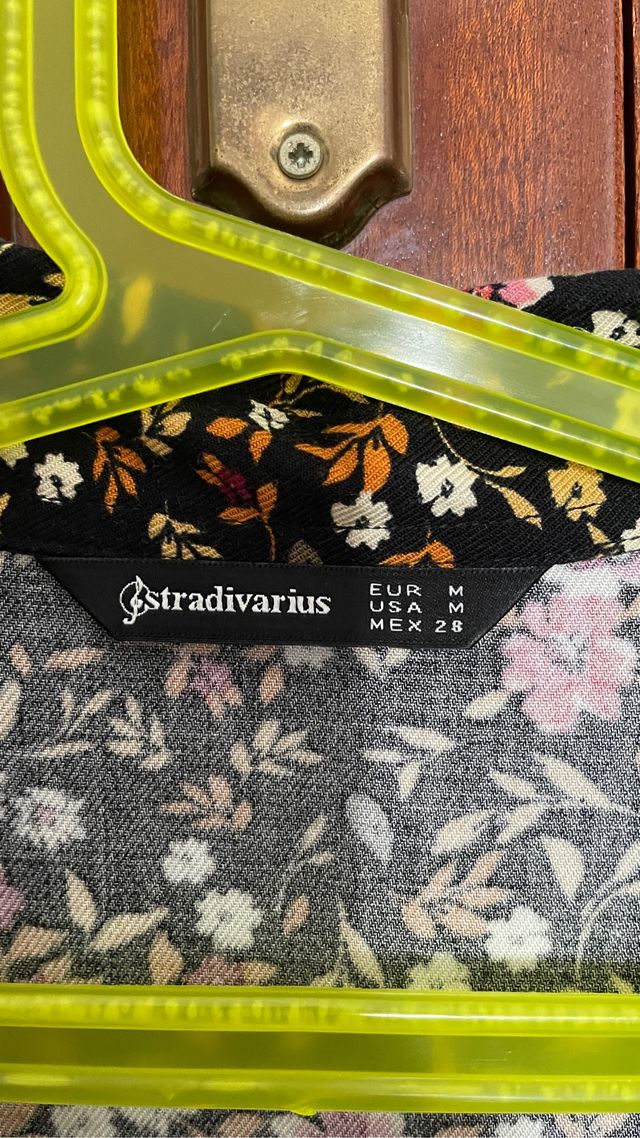 stradivarius
EUR M
USA M
MEX 28